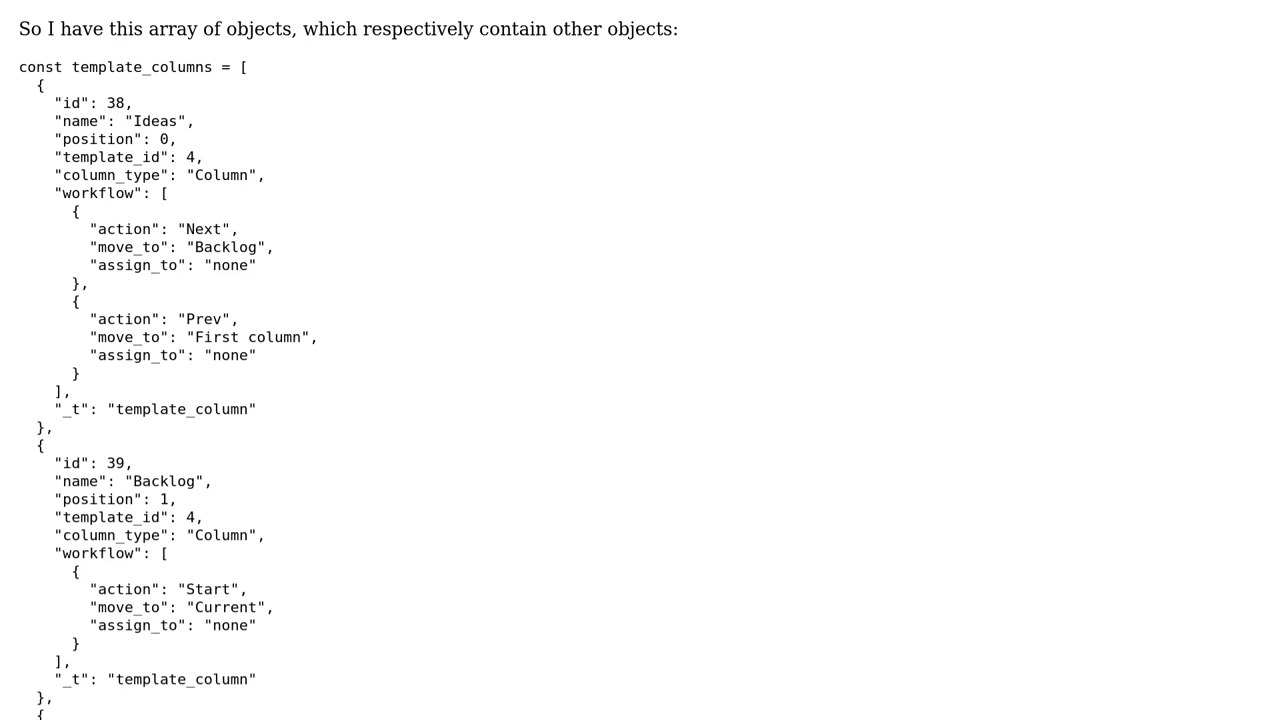 So I have this array of objects, which respectively contain other objects:
const template_columns = [
  {
    "id": 38,
    "name": "Ideas",
    "position": 0,
    "template_id": 4,
    "column_type": "Column",
    "workflow": [
      {
        "action": "Next",
        "move_to": "Backlog",
        "assign_to": "none"
      },
      {
        "action": "Prev",
        "move_to": "First column",
        "assign_to": "none"
      }
    ],
    "_t": "template_column"
  },
  {
    "id": 39,
    "name": "Backlog",
    "position": 1,
    "template_id": 4,
    "column_type": "Column",
    "workflow": [
      {
        "action": "Start",
        "move_to": "Current",
        "assign_to": "none"
      }
    ],
    "_t": "template_column"
  },
  {